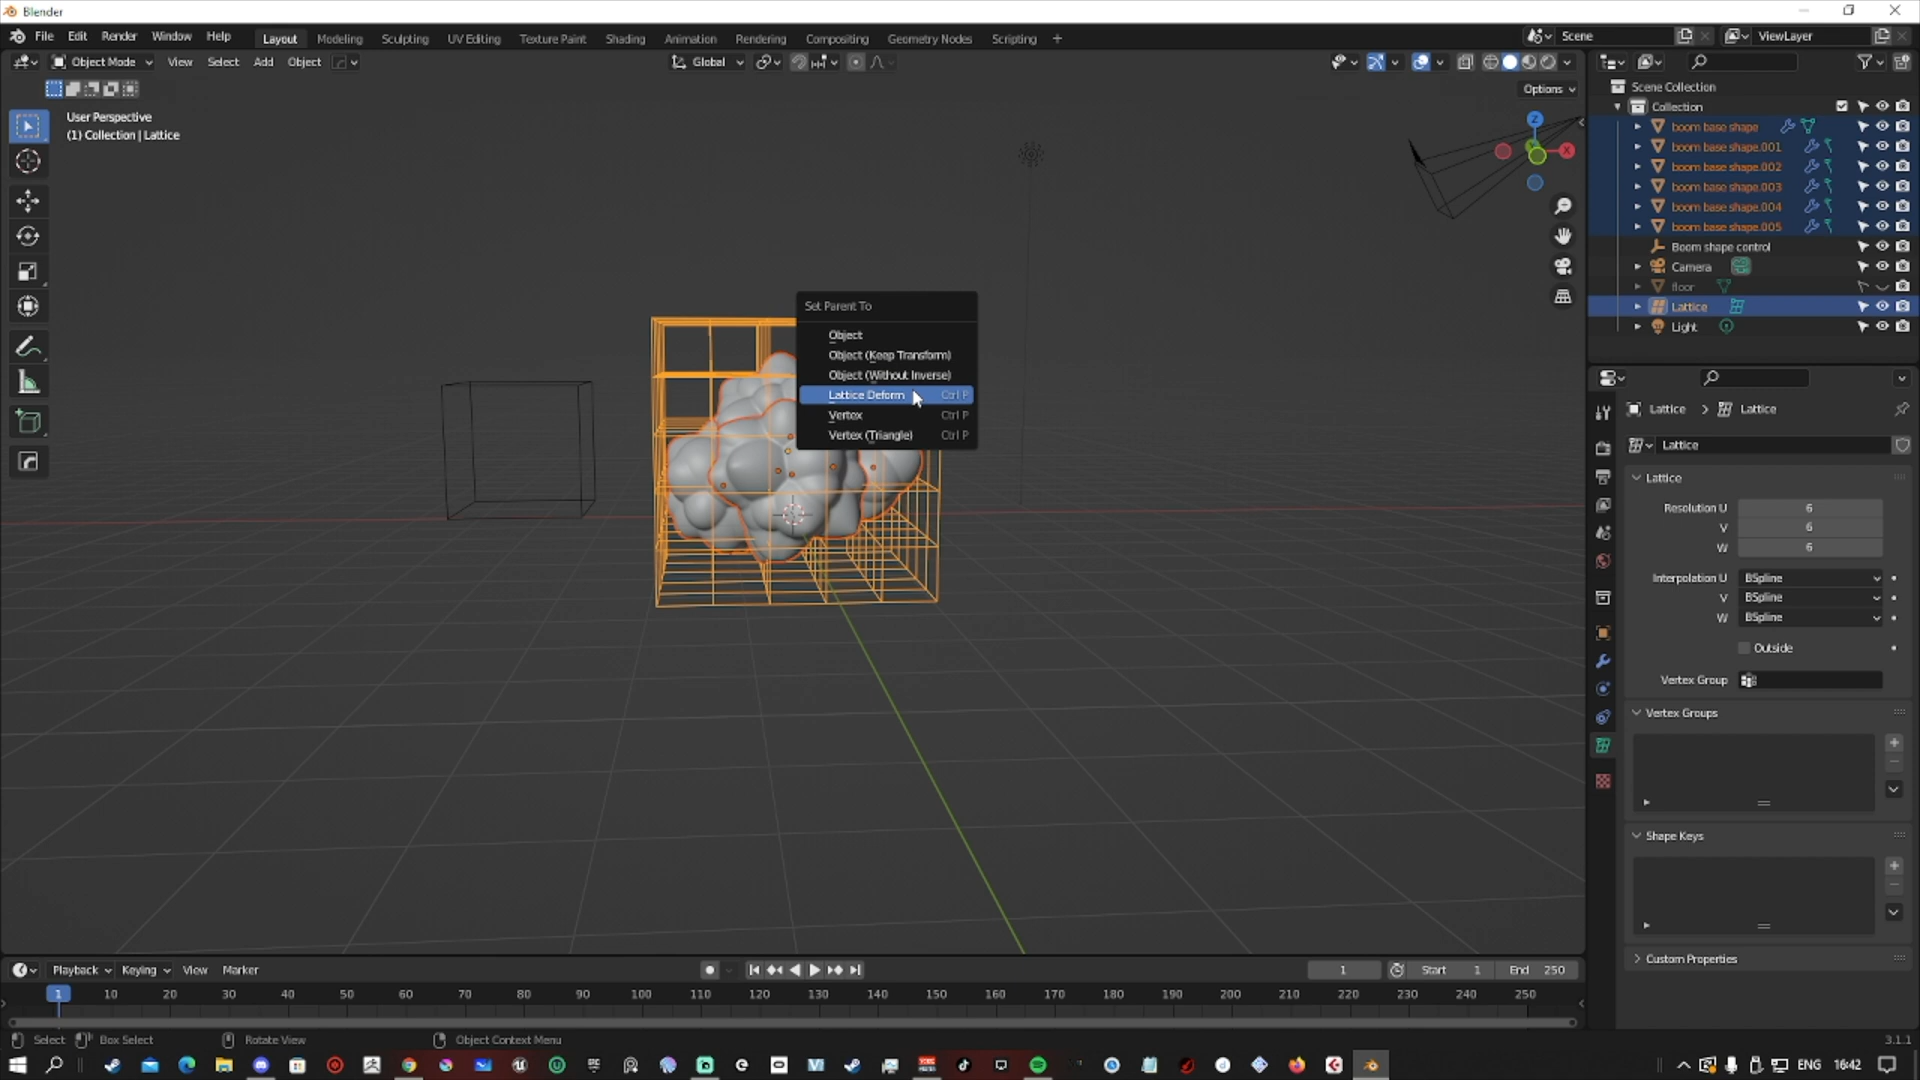 Blender
File Edit Render Window Help Layout Modeling Sculpting UV Editing Texture Paint Shading Animation Rendering Compositing Geometry Nodes Scripting + Scene ViewLayer
Object Mode View Select Add Object Global
Options
User Perspective
(1) Collection | Lattice
Z
X
Set Parent To
Object
Object (Keep Transform)
Object (Without Inverse)
Lattice Deform Ctrl P
Vertex Ctrl P
Vertex (Triangle) Ctrl P
Scene Collection
Collection
boom base shape
boom base shape.001
boom base shape.002
boom base shape.003
boom base shape.004
boom base shape.005
Boom shape control
Camera
floor
Lattice
Light
Lattice > Lattice
Lattice
Lattice
Resolution U 6
V 6
W 6
Interpolation U BSpline
V BSpline
W BSpline
Outside
Vertex Group
Vertex Groups
Shape Keys
Custom Properties
Playback Keying View Marker 1 Start 1 End 250
1 10 20 30 40 50 60 70 80 90 100 110 120 130 140 150 160 170 180 190 200 210 220 230 240 250
Select Box Select Rotate View Object Context Menu 3.1.1
ENG 16:42